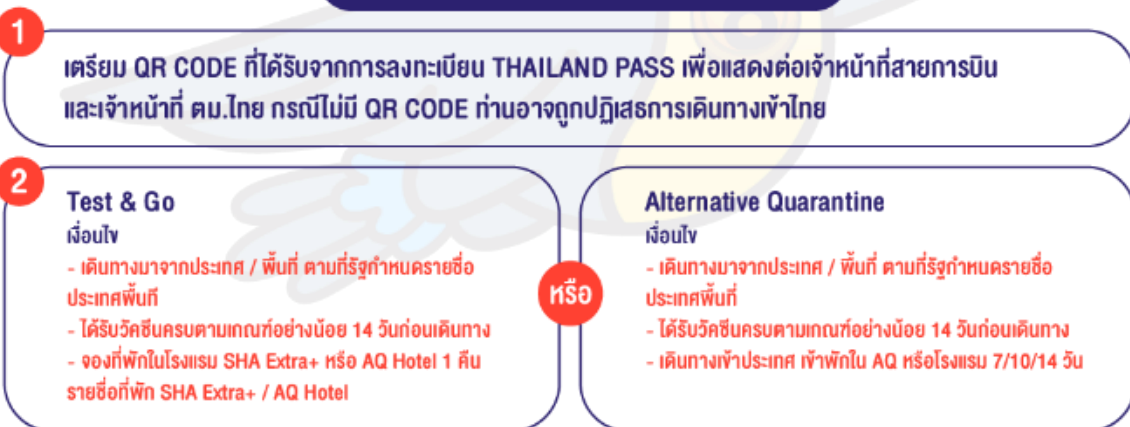 1
เตรียม QR CODE ที่ได้รับจากการลงทะเบียน THAILAND PASS เพื่อแสดงต่อเจ้าหน้าที่สายการบิน
และเจ้าหน้าที่ ตม.ไทย กรณีไม่มี QR CODE ท่านอาจถูกปฏิเสธการเดินทางเข้าไทย
2
Test & Go
เงื่อนไข
- เดินทางมาจากประเทศ / พื้นที่ ตามที่รัฐกำหนดรายชื่อ
ประเทศพื้นที
- ได้รับวัคซีนครบตามเกณฑ์อย่างน้อย 14 วันก่อนเดินทาง
- จองที่พักในโรงแรม SHA Extra+ หรือ AQ Hotel 1 คืน
รายชื่อที่พัก SHA Extra+ / AQ Hotel
หรือ
Alternative Quarantine
เงื่อนไข
- เดินทางมาจากประเทศ / พื้นที่ ตามที่รัฐกำหนดรายชื่อ
ประเทศพื้นที่
- ได้รับวัคซีนครบตามเกณฑ์อย่างน้อย 14 วันก่อนเดินทาง
- เดินทางเข้าประเทศ เข้าพักใน AQ หรือโรงแรม 7/10/14 วัน